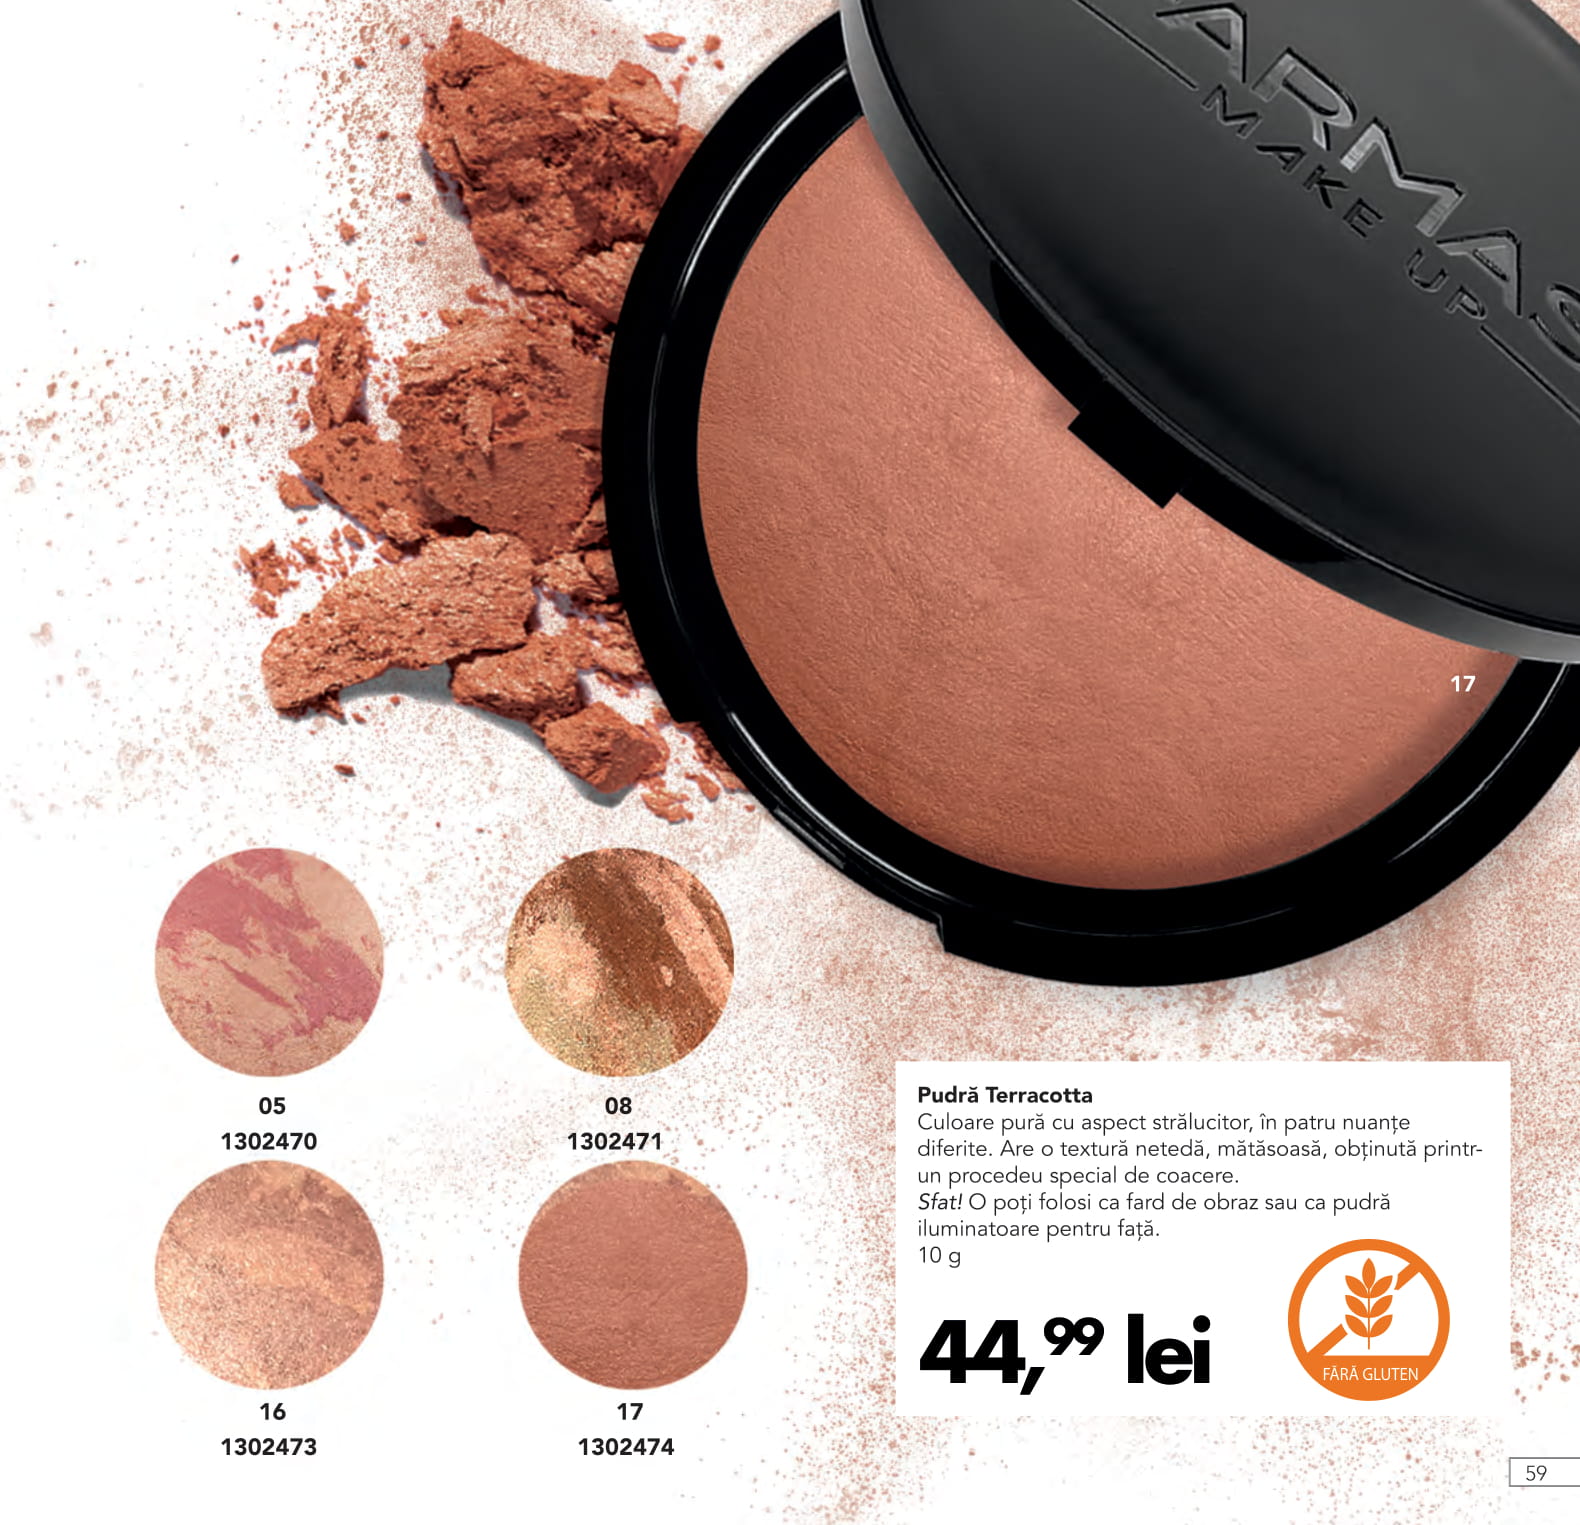 ARMAS
MAKE UP
17
05
1302470
08
1302471
16
1302473
17
1302474
Pudră Terracotta
Culoare pură cu aspect strălucitor, în patru nuanțe
diferite. Are o textură netedă, mătăsoasă, obținută printr-
un procedeu special de coacere.
Sfat! O poți folosi ca fard de obraz sau ca pudră
iluminatoare pentru față.
10 g
44,99 lei
FĂRĂ GLUTEN
59